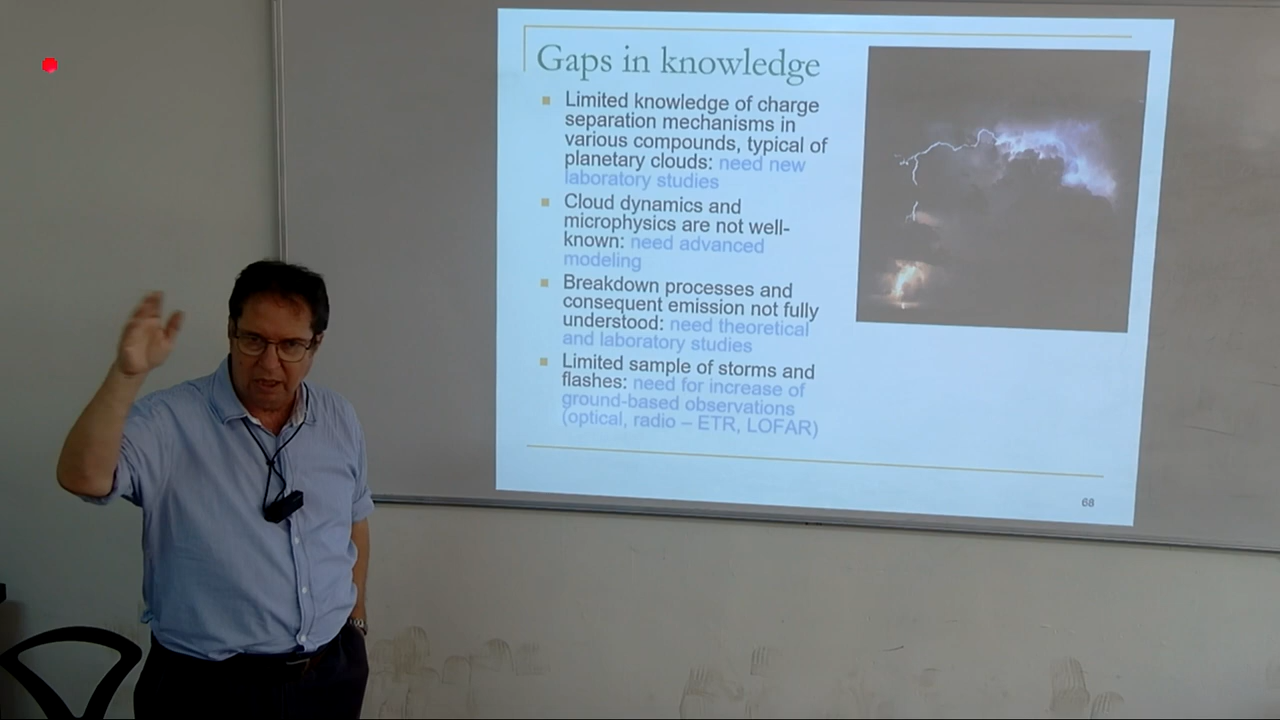 Gaps in knowledge
Limited knowledge of charge
separation mechanisms in
various compounds, typical of
planetary clouds: need new
laboratory studies
Cloud dynamics and
microphysics are not well-
known: need advanced
modeling
Breakdown processes and
consequent emission not fully
understood: need theoretical
and laboratory studies
Limited sample of storms and
flashes: need for increase of
ground-based observations
(optical, radio – ETR, LOFAR)
68